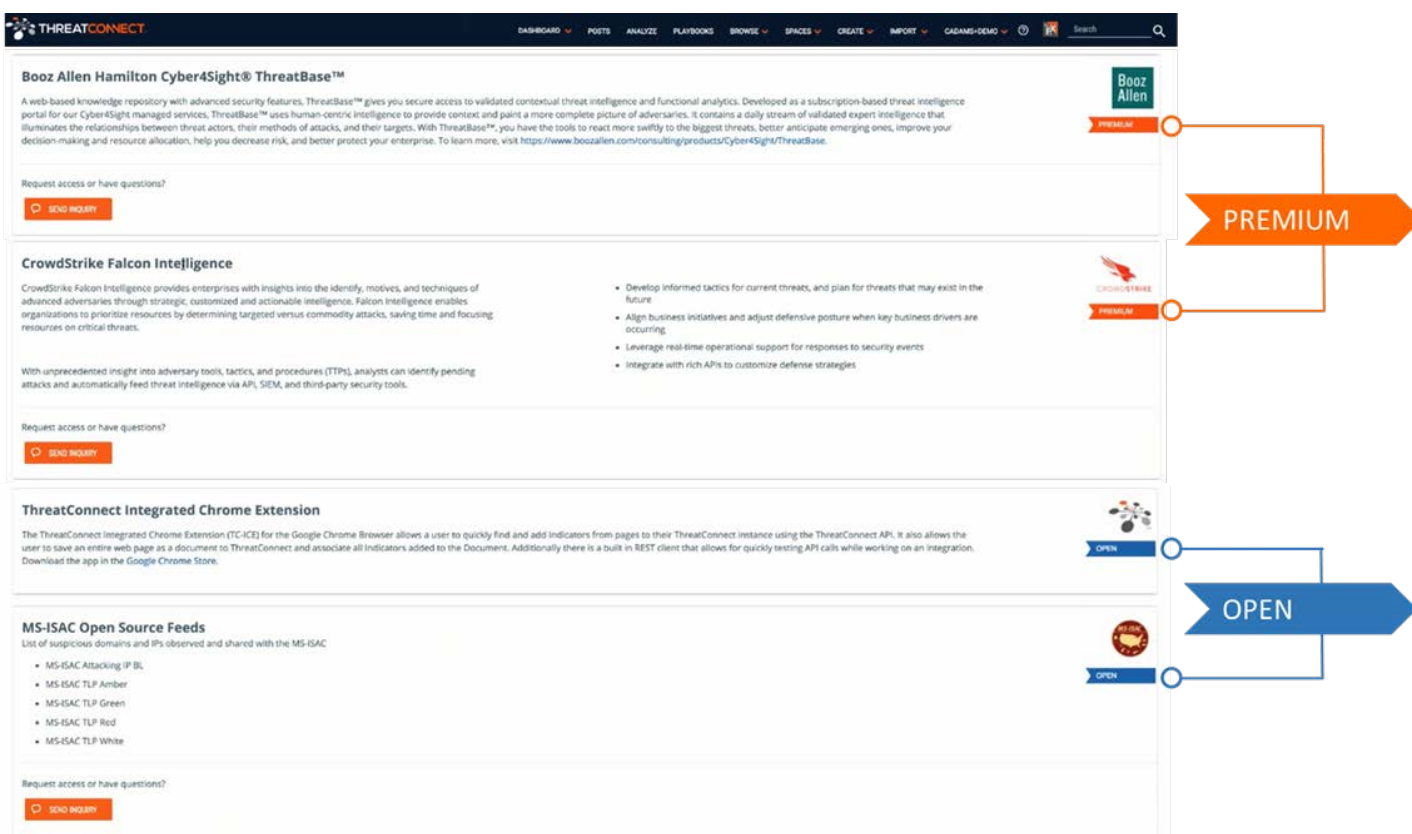 THREATCONNECT
DASHBOARD POSTS ANALYZE PLAYBOOKS BROWSE SPACES CREATE IMPORT CADAMS+DEMO Search
Booz Allen Hamilton Cyber4Sight® ThreatBase™
Booz
Allen
PREMIUM
A web-based knowledge repository with advanced security features, ThreatBase™ gives you secure access to validated contextual threat intelligence and functional analytics. Developed as a subscription-based threat intelligence
portal for our Cyber4Sight managed services, ThreatBase™ uses human-centric intelligence to provide context and paint a more complete picture of adversaries. It contains a daily stream of validated expert intelligence that
illuminates the relationships between threat actors, their methods of attacks, and their targets. With ThreatBase™, you have the tools to react more swiftly to the biggest threats, better anticipate emerging ones, improve your
decision-making and resource allocation, help you decrease risk, and better protect your enterprise. To learn more, visit https://www.boozallen.com/consulting/products/Cyber4Sight/ThreatBase.
Request access or have questions?
SEND INQUIRY
PREMIUM
CrowdStrike Falcon Intelligence
CROWDSTRIKE
PREMIUM
CrowdStrike Falcon Intelligence provides enterprises with insights into the identify, motives, and techniques of
advanced adversaries through strategic, customized and actionable intelligence. Falcon Intelligence enables
organizations to prioritize resources by determining targeted versus commodity attacks, saving time and focusing
resources on critical threats.
With unprecedented insight into adversary tools, tactics, and procedures (TTPs), analysts can identify pending
attacks and automatically feed threat intelligence via API, SIEM, and third-party security tools.
• Develop informed tactics for current threats, and plan for threats that may exist in the
future
• Align business initiatives and adjust defensive posture when key business drivers are
occurring
• Leverage real-time operational support for responses to security events
• Integrate with rich APIs to customize defense strategies
Request access or have questions?
SEND INQUIRY
ThreatConnect Integrated Chrome Extension
The ThreatConnect Integrated Chrome Extension (TC-ICE) for the Google Chrome Browser allows a user to quickly find and add Indicators from pages to their ThreatConnect instance using the ThreatConnect API. It also allows the
user to save an entire web page as a document to ThreatConnect and associate all Indicators added to the Document. Additionally there is a built in REST client that allows for quickly testing API calls while working on an integration.
Download the app in the Google Chrome Store.
OPEN
OPEN
MS-ISAC Open Source Feeds
List of suspicious domains and IPs observed and shared with the MS-ISAC
• MS-ISAC Attacking IP BL
• MS-ISAC TLP Amber
• MS-ISAC TLP Green
• MS-ISAC TLP Red
• MS-ISAC TLP White
MS-ISAC
OPEN
Request access or have questions?
SEND INQUIRY